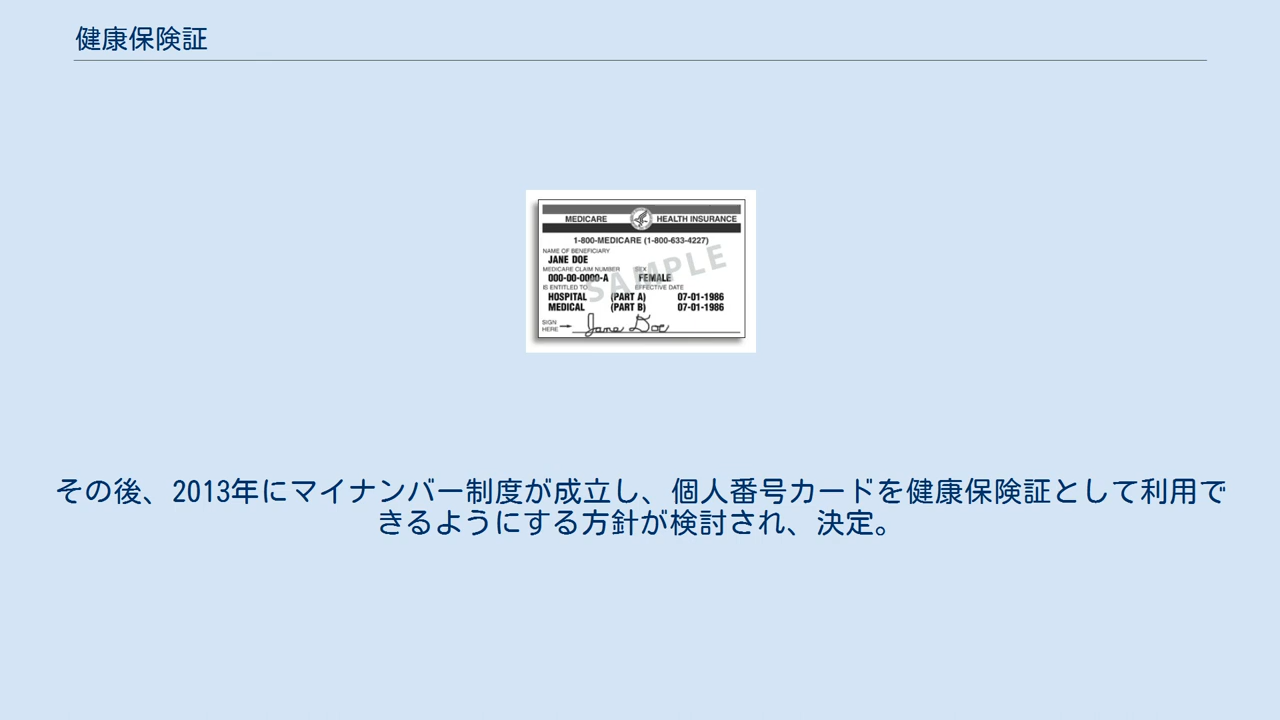 健康保険証
MEDICARE HEALTH INSURANCE
1-800-MEDICARE (1-800-633-4227)
NAME OF BENEFICIARY
JANE DOE
MEDICARE CLAIM NUMBER SEX
000-00-0000-A FEMALE
IS ENTITLED TO EFFECTIVE DATE
HOSPITAL (PART A) 07-01-1986
MEDICAL (PART B) 07-01-1986
SAMPLE
SIGN
HERE Jane Doe
その後、2013年にマイナンバー制度が成立し、個人番号カードを健康保険証として利用で
きるようにする方針が検討され、決定。